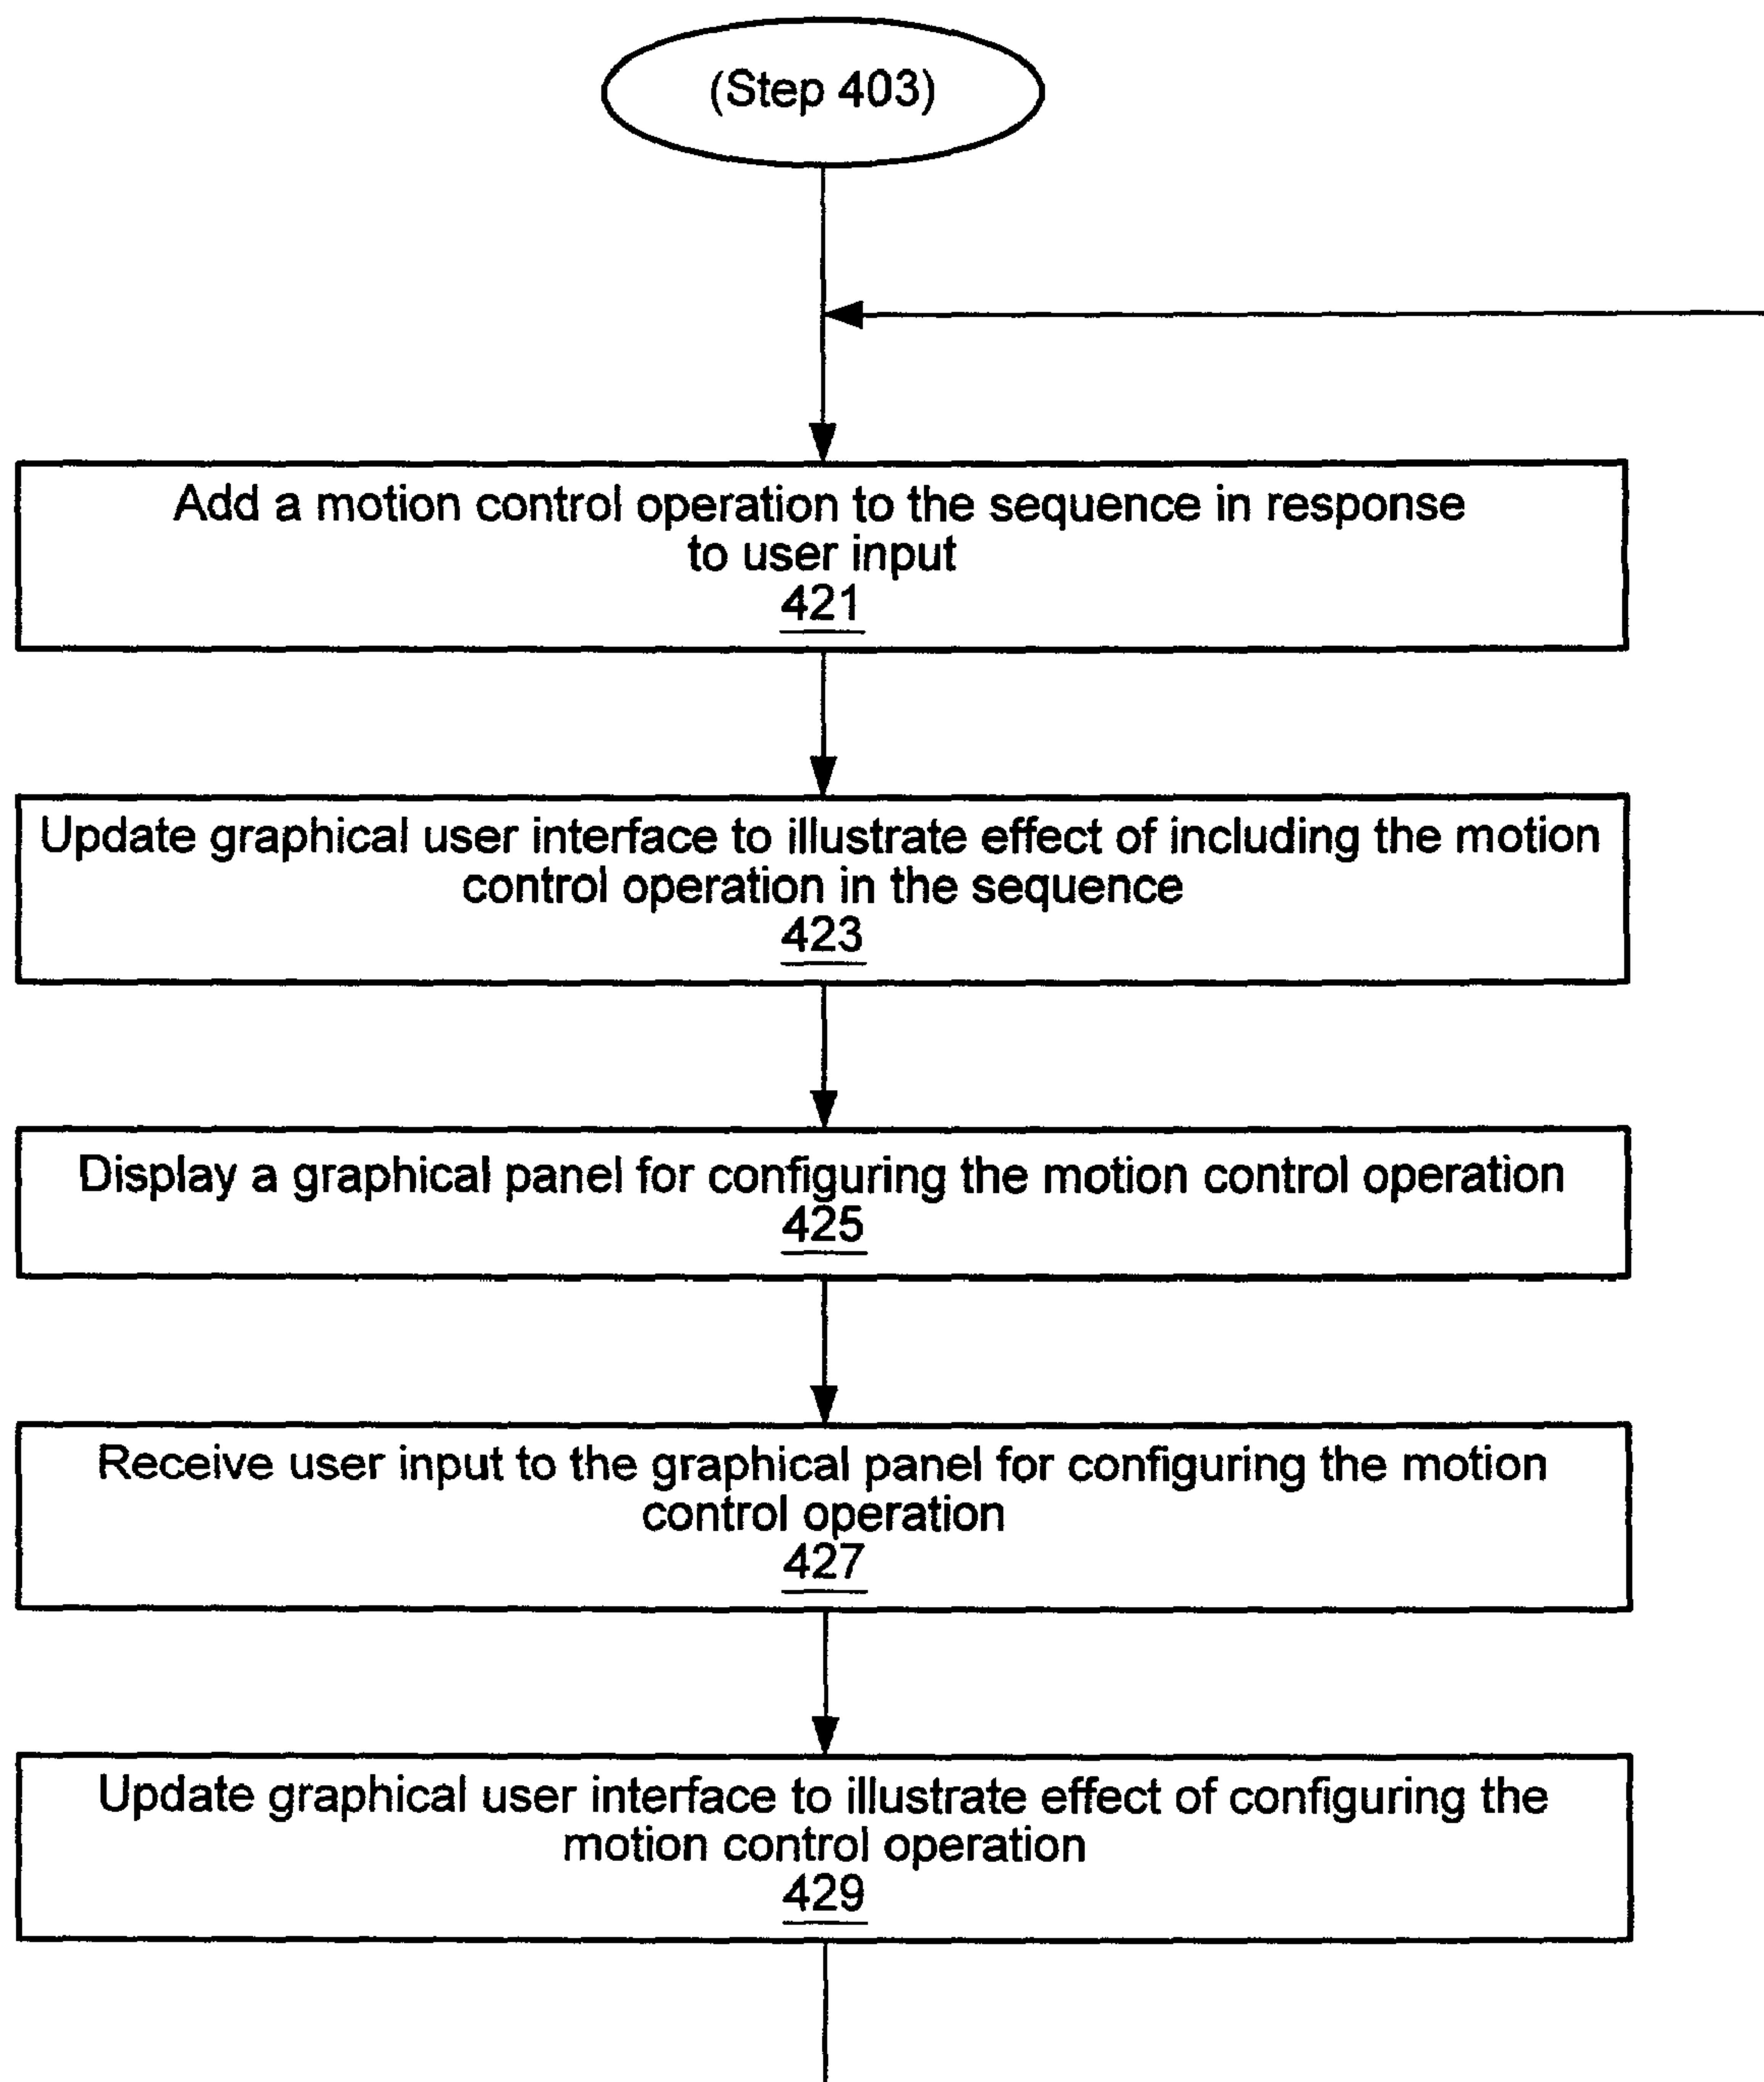 (Step 403)
Add a motion control operation to the sequence in response
to user input
421
Update graphical user interface to illustrate effect of including the motion
control operation in the sequence
423
Display a graphical panel for configuring the motion control operation
425
Receive user input to the graphical panel for configuring the motion
control operation
427
Update graphical user interface to illustrate effect of configuring the
motion control operation
429